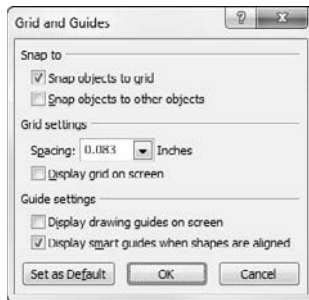 Grid and Guides
Snap to
Snap objects to grid
Snap objects to other objects
Grid settings
Spacing: 0.083 Inches
Display grid on screen
Guide settings
Display drawing guides on screen
Display smart guides when shapes are aligned
Set as Default OK Cancel